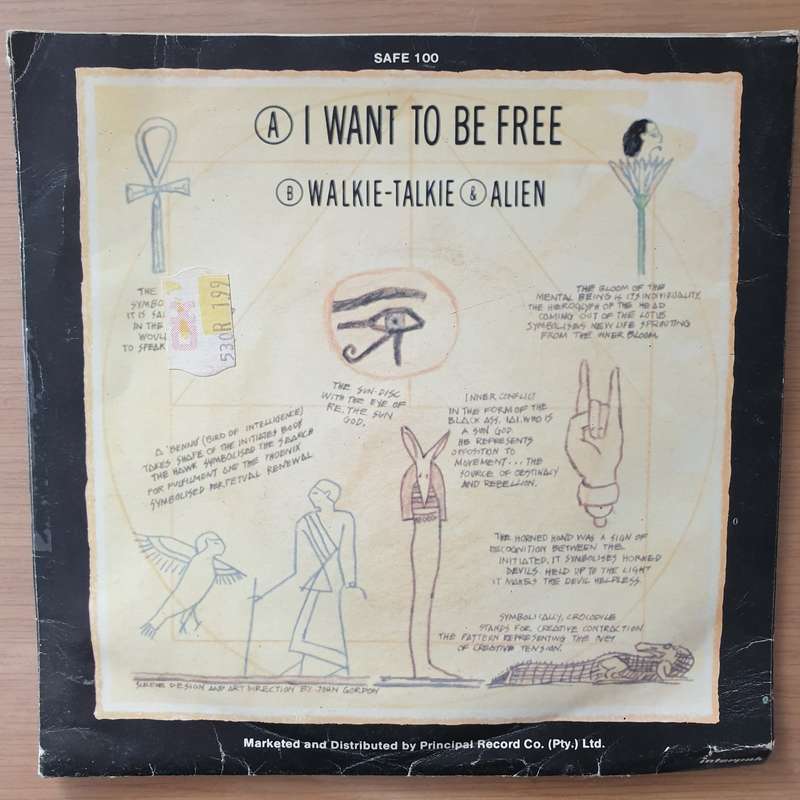 SAFE 100
A I WANT TO BE FREE
B WALKIE-TALKIE & ALIEN
THE
SYMBO
IT IS SAI
IN THE
WOUL
TO SPEAK
530R 1.99
THE BLOOM OF THE
MENTAL BEING IS ITS INDIVIDUALITY.
THE HIEROGLYPH OF THE HEAD
COMING OUT OF THE LOTUS
SYMBOLISES NEW LIFE SPROUTING
FROM THE INNER BLOOM.
THE SUN-DISC
WITH THE EYE OF
RE, THE SUN
GOD.
INNER CONFLICT
IN THE FORM OF THE
BLACK ASS, IAI, WHO IS
A SUN GOD.
HE REPRESENTS
OPPOSITION TO
MOVEMENT... THE
SOURCE OF OBSTINACY
AND REBELLION.
A 'BENNU' (BIRD OF INTELLIGENCE)
TAKES SHAPE OF THE INITIATES BODY
THE HAWK SYMBOLISED THE SEARCH
FOR FULFILMENT AND THE PHOENIX
SYMBOLISED PERPETUAL RENEWAL
THE HORNED HAND WAS A SIGN OF
RECOGNITION BETWEEN THE
INITIATED, IT SYMBOLISES HORNED
DEVILS. HELD UP TO THE LIGHT
IT MAKES THE DEVIL HELPLESS.
SYMBOLICALLY, CROCODILE
STANDS FOR CREATIVE CONTRACTION
THE PATTERN REPRESENTING THE NET
OF CREATIVE TENSION.
SLEEVE DESIGN AND ART DIRECTION BY JOHN GORDON
Marketed and Distributed by Principal Record Co. (Pty.) Ltd.
interpak